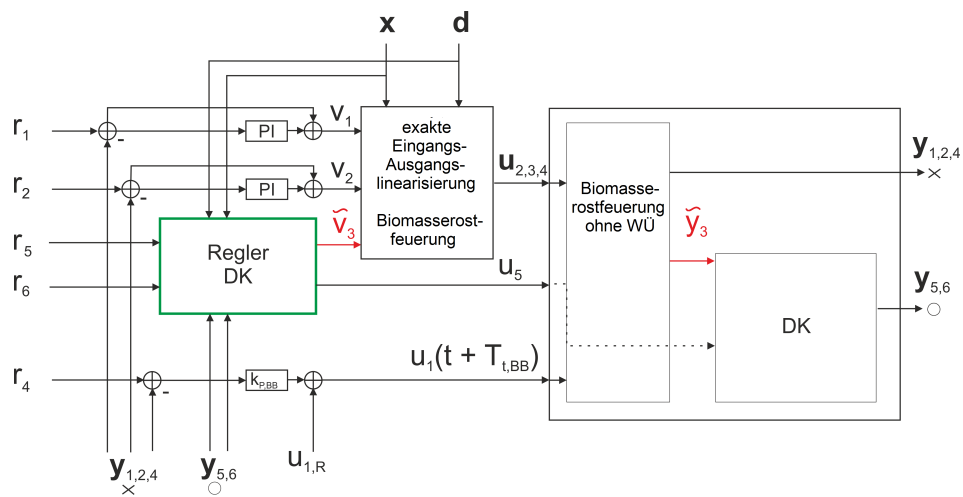 x
d
r1
PI
v1
exakte
Eingangs-
Ausgangs-
linearisierung
Biomasserost-
feuerung
r2
PI
v2
u2,3,4
Biomasse-
rostfeuerung
ohne WÜ
y1,2,4
×
r5
r6
Regler
DK
ṽ3
u5
ỹ3
DK
y5,6
○
r4
kP,BB
u1(t + Tt,BB)
y1,2,4
×
y5,6
○
u1,R